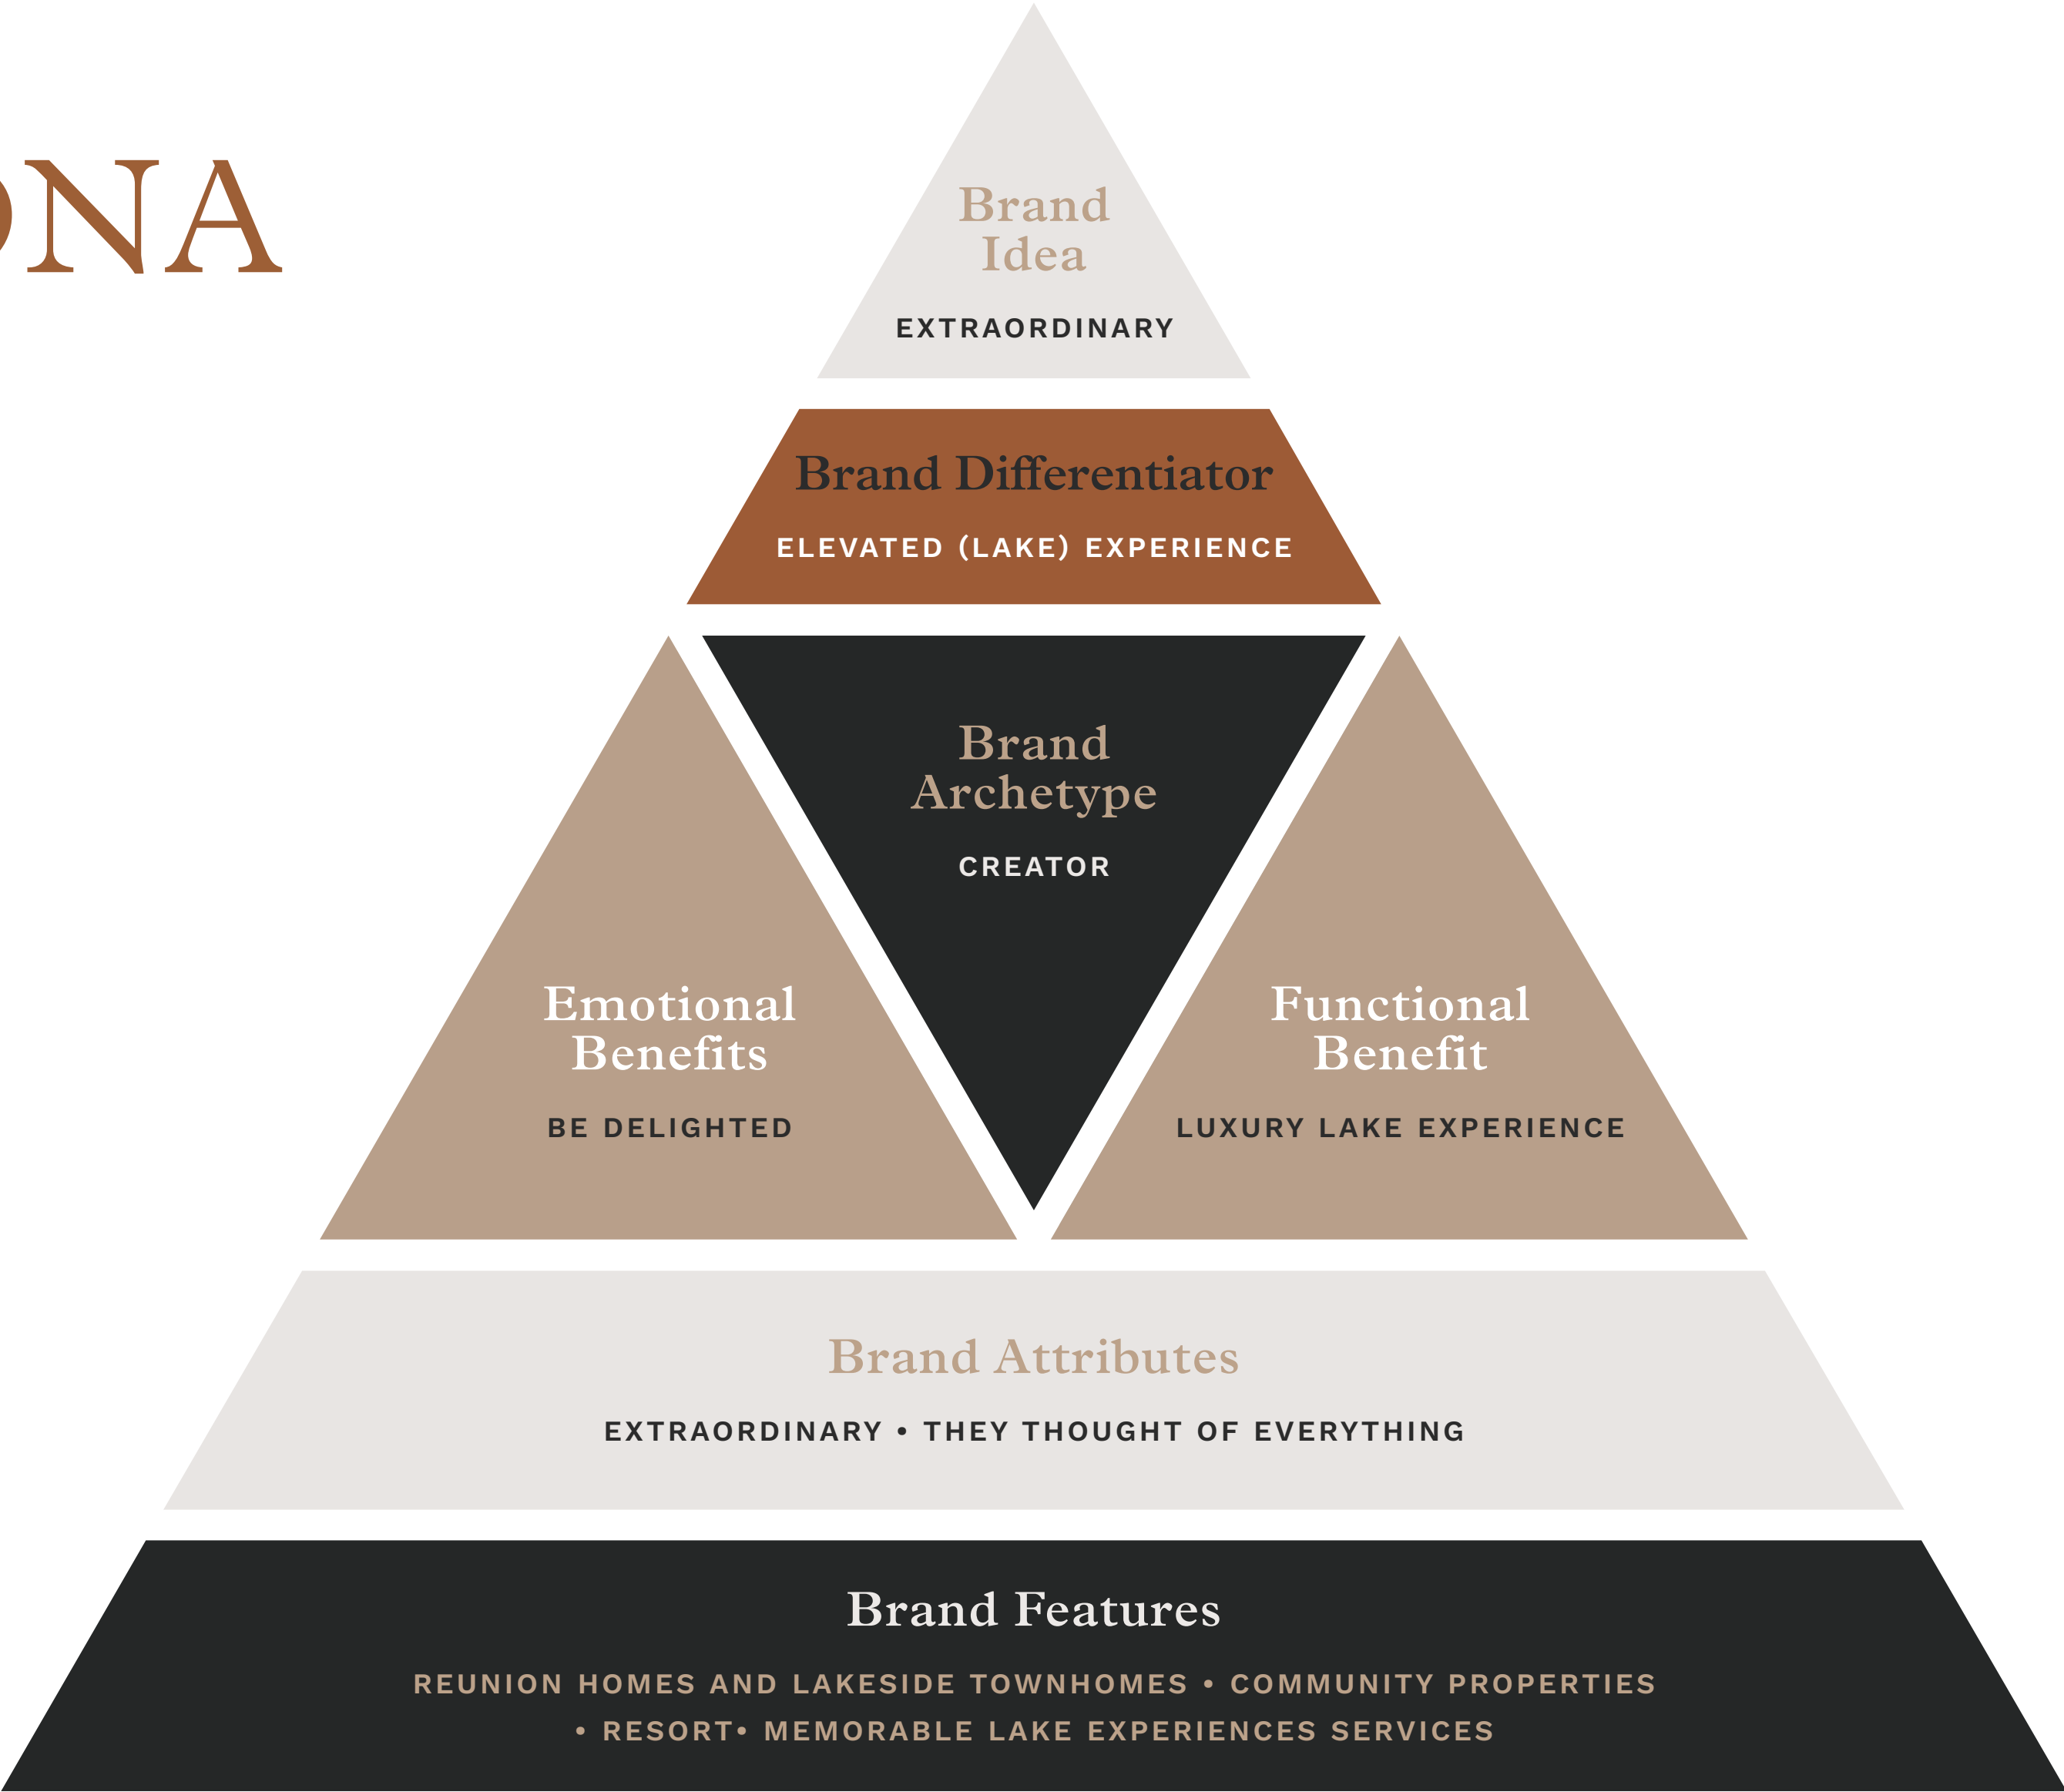 NA
Brand
Idea
EXTRAORDINARY
Brand Differentiator
ELEVATED (LAKE) EXPERIENCE
Brand
Archetype
CREATOR
Emotional
Benefits
BE DELIGHTED
Functional
Benefit
LUXURY LAKE EXPERIENCE
Brand Attributes
EXTRAORDINARY • THEY THOUGHT OF EVERYTHING
Brand Features
REUNION HOMES AND LAKESIDE TOWNHOMES • COMMUNITY PROPERTIES
• RESORT• MEMORABLE LAKE EXPERIENCES SERVICES